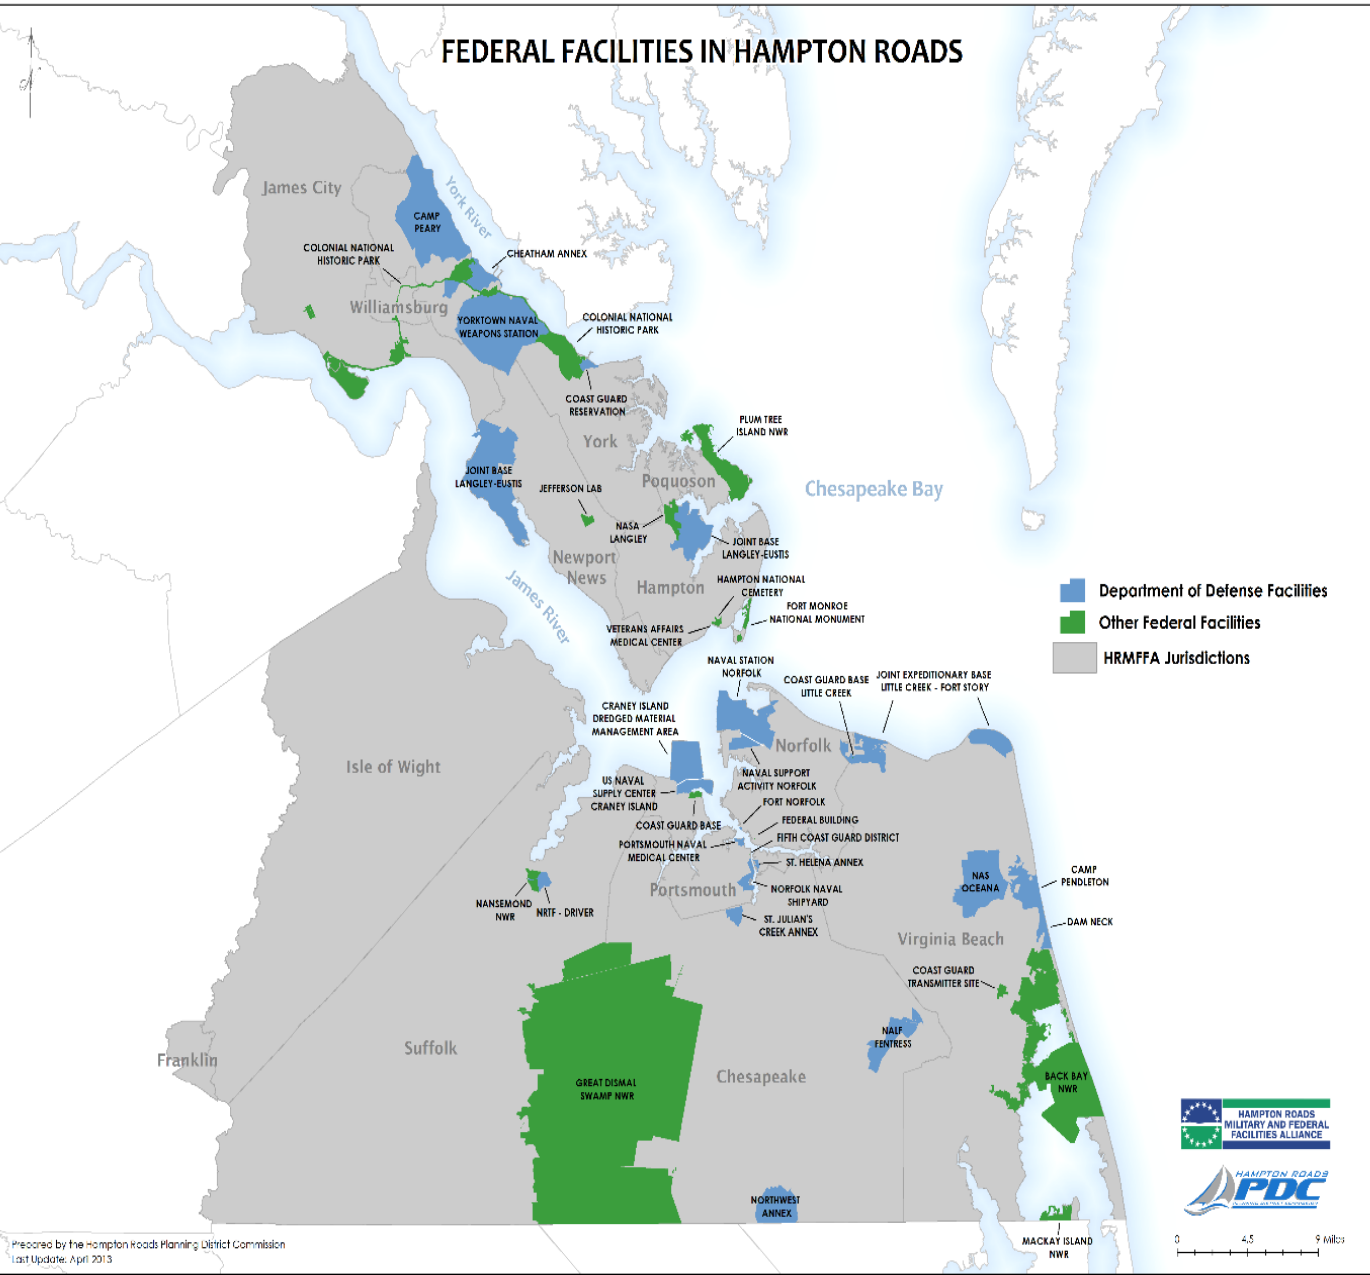 FEDERAL FACILITIES IN HAMPTON ROADS
James City
York River
CAMP
PEARY
COLONIAL NATIONAL
HISTORIC PARK
CHEATHAM ANNEX
Williamsburg
YORKTOWN NAVAL
WEAPONS STATION
COLONIAL NATIONAL
HISTORIC PARK
COAST GUARD
RESERVATION
York
PLUM TREE
ISLAND NWR
JOINT BASE
LANGLEY-EUSTIS
JEFFERSON LAB
Poquoson
Chesapeake Bay
NASA
LANGLEY
JOINT BASE
LANGLEY-EUSTIS
Newport
News
Hampton
HAMPTON NATIONAL
CEMETERY
James River
FORT MONROE
NATIONAL MONUMENT
VETERANS AFFAIRS
MEDICAL CENTER
Department of Defense Facilities
Other Federal Facilities
HRMFFA Jurisdictions
NAVAL STATION
NORFOLK
COAST GUARD BASE
LITTLE CREEK
JOINT EXPEDITIONARY BASE
LITTLE CREEK - FORT STORY
CRANEY ISLAND
DREDGED MATERIAL
MANAGEMENT AREA
Norfolk
Isle of Wight
NAVAL SUPPORT
ACTIVITY NORFOLK
US NAVAL
SUPPLY CENTER
CRANEY ISLAND
FORT NORFOLK
COAST GUARD BASE
FEDERAL BUILDING
FIFTH COAST GUARD DISTRICT
PORTSMOUTH NAVAL
MEDICAL CENTER
ST. HELENA ANNEX
Portsmouth
NORFOLK NAVAL
SHIPYARD
NAS
OCEANA
CAMP
PENDLETON
NANSEMOND
NWR
NRTF - DRIVER
ST. JULIAN'S
CREEK ANNEX
DAM NECK
Virginia Beach
COAST GUARD
TRANSMITTER SITE
Franklin
Suffolk
NALF
FENTRESS
Chesapeake
GREAT DISMAL
SWAMP NWR
BACK BAY
NWR
HAMPTON ROADS
MILITARY AND FEDERAL
FACILITIES ALLIANCE
HAMPTON ROADS
PDC
NORTHWEST
ANNEX
MACKAY ISLAND
NWR
0 4.5 9 Miles
Prepared by the Hampton Roads Planning District Commission
Last Update: April 2013